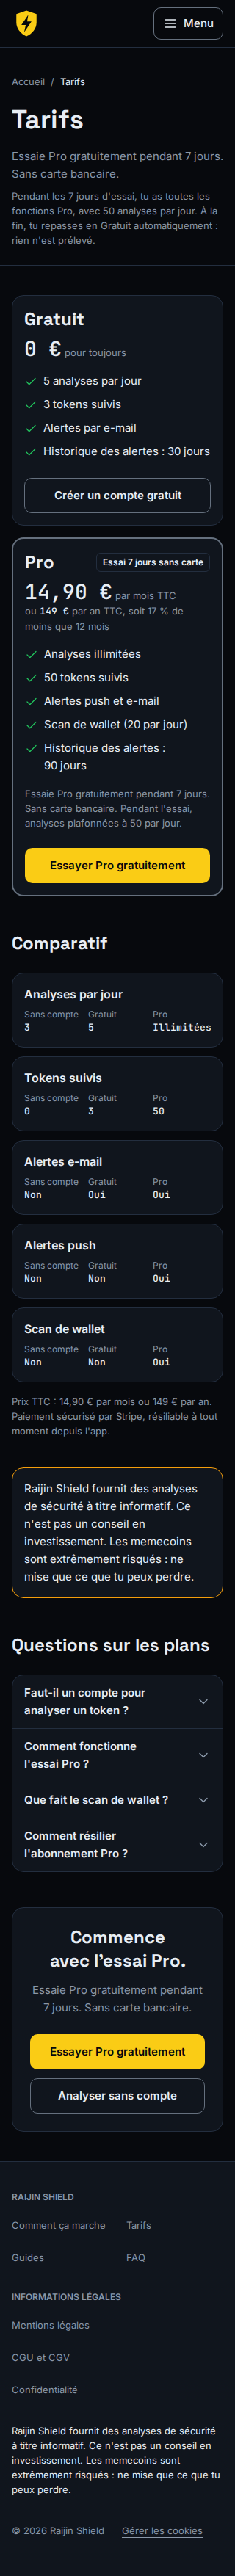 Menu
Accueil / Tarifs
Tarifs
Essaie Pro gratuitement pendant 7 jours.
Sans carte bancaire.
Pendant les 7 jours d'essai, tu as toutes les
fonctions Pro, avec 50 analyses par jour. À la
fin, tu repasses en Gratuit automatiquement :
rien n'est prélevé.
Gratuit
0 € pour toujours
5 analyses par jour
3 tokens suivis
Alertes par e-mail
Historique des alertes : 30 jours
Créer un compte gratuit
Pro
Essai 7 jours sans carte
14,90 € par mois TTC
ou 149 € par an TTC, soit 17 % de
moins que 12 mois
Analyses illimitées
50 tokens suivis
Alertes push et e-mail
Scan de wallet (20 par jour)
Historique des alertes :
90 jours
Essaie Pro gratuitement pendant 7 jours.
Sans carte bancaire. Pendant l'essai,
analyses plafonnées à 50 par jour.
Essayer Pro gratuitement
Comparatif
Analyses par jour
Sans compte Gratuit Pro
3 5 Illimitées
Tokens suivis
Sans compte Gratuit Pro
0 3 50
Alertes e-mail
Sans compte Gratuit Pro
Non Oui Oui
Alertes push
Sans compte Gratuit Pro
Non Non Oui
Scan de wallet
Sans compte Gratuit Pro
Non Non Oui
Prix TTC : 14,90 € par mois ou 149 € par an.
Paiement sécurisé par Stripe, résiliable à tout
moment depuis l'app.
Raijin Shield fournit des analyses
de sécurité à titre informatif. Ce
n'est pas un conseil en
investissement. Les memecoins
sont extrêmement risqués : ne
mise que ce que tu peux perdre.
Questions sur les plans
Faut-il un compte pour
analyser un token ?
Comment fonctionne
l'essai Pro ?
Que fait le scan de wallet ?
Comment résilier
l'abonnement Pro ?
Commence
avec l'essai Pro.
Essaie Pro gratuitement pendant
7 jours. Sans carte bancaire.
Essayer Pro gratuitement
Analyser sans compte
RAIJIN SHIELD
Comment ça marche Tarifs
Guides FAQ
INFORMATIONS LÉGALES
Mentions légales
CGU et CGV
Confidentialité
Raijin Shield fournit des analyses de sécurité
à titre informatif. Ce n'est pas un conseil en
investissement. Les memecoins sont
extrêmement risqués : ne mise que ce que tu
peux perdre.
© 2026 Raijin Shield Gérer les cookies